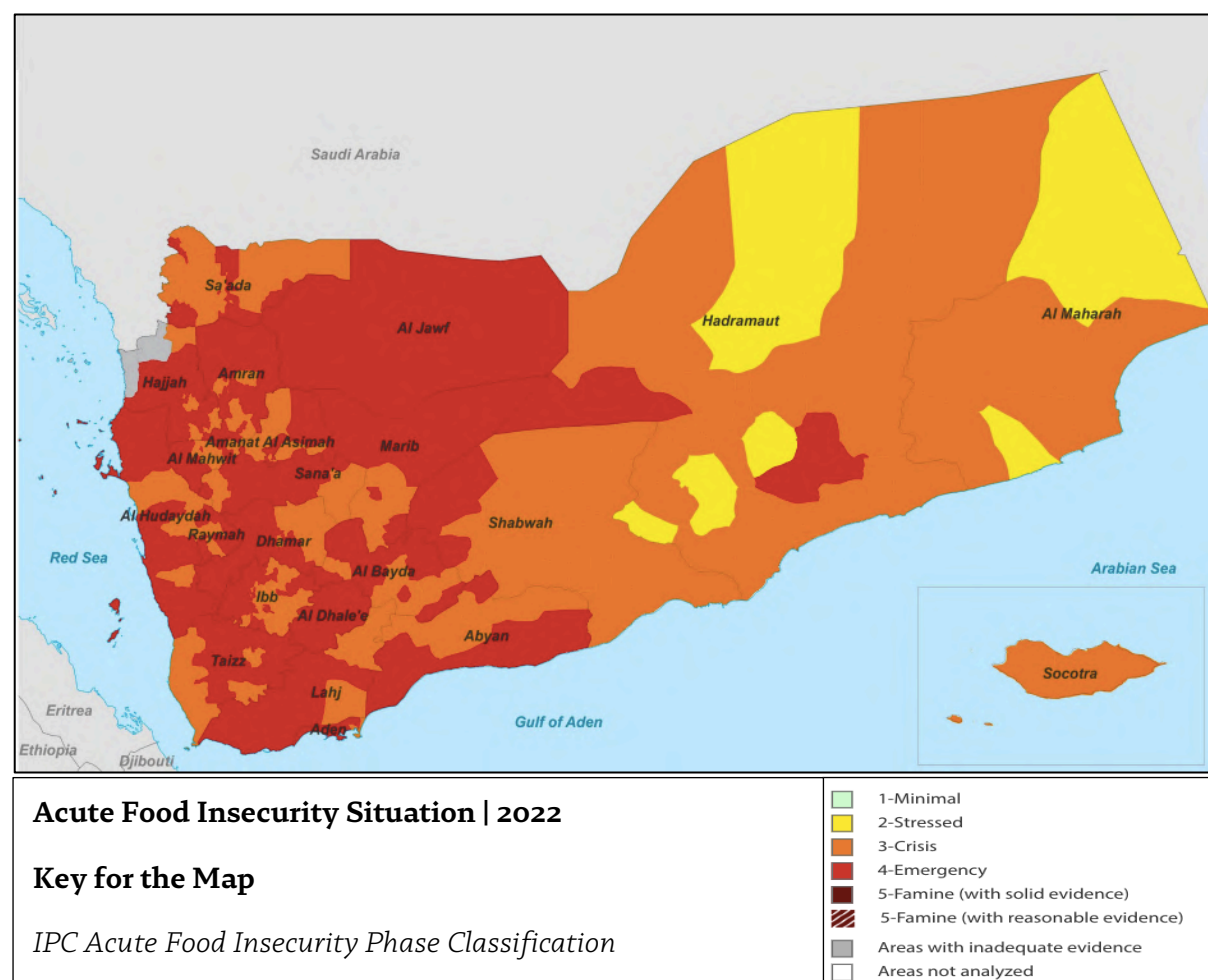 Saudi Arabia
Sa'ada
Al Jawf
Hadramaut
Al Maharah
Hajjah
Amran
Amanat Al Asimah
Marib
Al Mahwit
Sana'a
Al Hudaydah
Shabwah
Raymah
Dhamar
Red Sea
Al Bayda
Arabian Sea
Ibb
Al Dhale'e
Abyan
Taizz
Socotra
Lahj
Eritrea
Gulf of Aden
Aden
Ethiopia
Djibouti
Acute Food Insecurity Situation | 2022
Key for the Map
IPC Acute Food Insecurity Phase Classification
1-Minimal
2-Stressed
3-Crisis
4-Emergency
5-Famine (with solid evidence)
5-Famine (with reasonable evidence)
Areas with inadequate evidence
Areas not analyzed